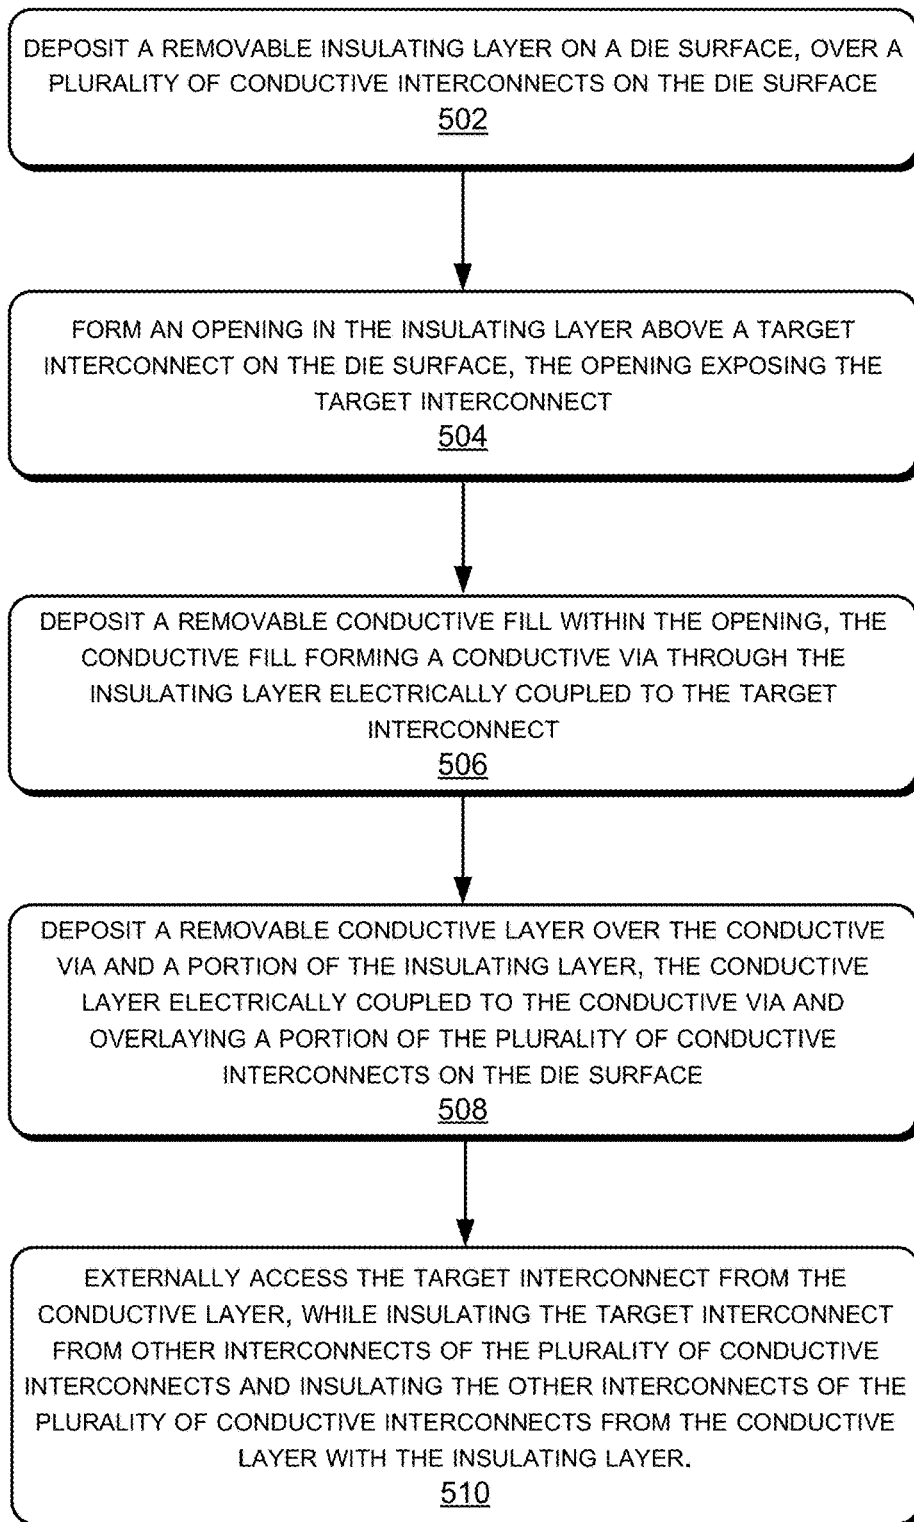 DEPOSIT A REMOVABLE INSULATING LAYER ON A DIE SURFACE, OVER A
PLURALITY OF CONDUCTIVE INTERCONNECTS ON THE DIE SURFACE
502
FORM AN OPENING IN THE INSULATING LAYER ABOVE A TARGET
INTERCONNECT ON THE DIE SURFACE, THE OPENING EXPOSING THE
TARGET INTERCONNECT
504
DEPOSIT A REMOVABLE CONDUCTIVE FILL WITHIN THE OPENING, THE
CONDUCTIVE FILL FORMING A CONDUCTIVE VIA THROUGH THE
INSULATING LAYER ELECTRICALLY COUPLED TO THE TARGET
INTERCONNECT
506
DEPOSIT A REMOVABLE CONDUCTIVE LAYER OVER THE CONDUCTIVE
VIA AND A PORTION OF THE INSULATING LAYER, THE CONDUCTIVE
LAYER ELECTRICALLY COUPLED TO THE CONDUCTIVE VIA AND
OVERLAYING A PORTION OF THE PLURALITY OF CONDUCTIVE
INTERCONNECTS ON THE DIE SURFACE
508
EXTERNALLY ACCESS THE TARGET INTERCONNECT FROM THE
CONDUCTIVE LAYER, WHILE INSULATING THE TARGET INTERCONNECT
FROM OTHER INTERCONNECTS OF THE PLURALITY OF CONDUCTIVE
INTERCONNECTS AND INSULATING THE OTHER INTERCONNECTS OF THE
PLURALITY OF CONDUCTIVE INTERCONNECTS FROM THE CONDUCTIVE
LAYER WITH THE INSULATING LAYER.
510